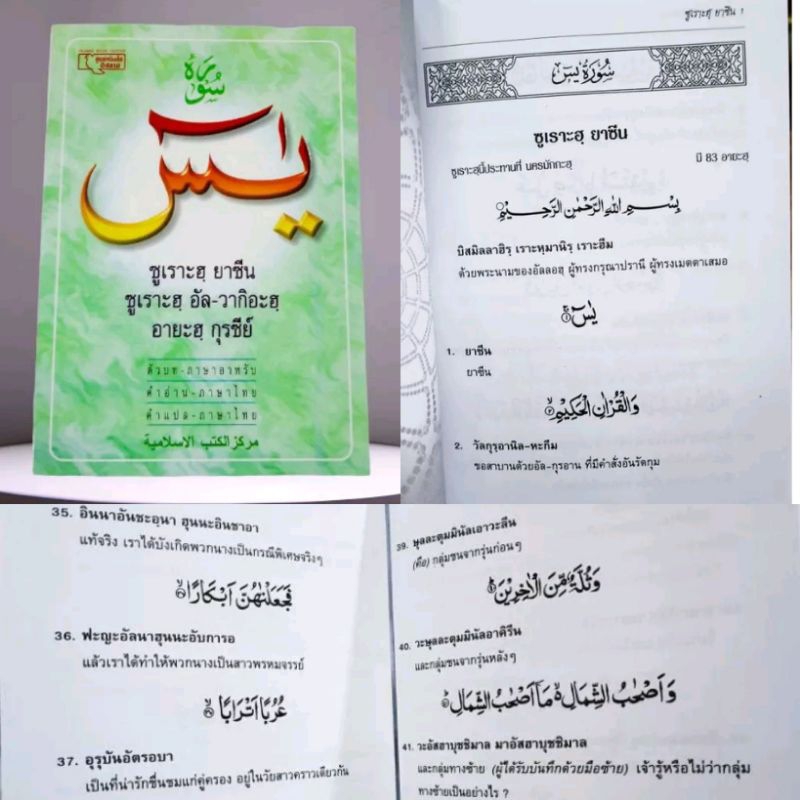 ศูนย์หนังสือ
อิสลาม
سُورَة
يسٓ
ซูเราะฮฺ ยาซีน
ซูเราะฮฺ อัล-วากิอะฮฺ
อายะฮฺ กุรซีย์
ตัวบท-ภาษาอาหรับ
คำอ่าน-ภาษาไทย
คำแปล-ภาษาไทย
مركز الكتب الاسلامية
ซูเราะฮฺ ยาซีน 1
سُورَةُ يٰسٓ
ซูเราะฮฺ ยาซีน
ซูเราะฮฺนี้ประทานที่ นครมักกะฮฺ มี 83 อายะฮฺ
بِسْمِ اللهِ الرَّحْمٰنِ الرَّحِيْمِ
บิสมิลลาฮิรฺ เราะหฺมานิรฺ เราะฮีม
ด้วยพระนามของอัลลอฮฺ ผู้ทรงกรุณาปรานี ผู้ทรงเมตตาเสมอ
يٰسٓ ۝١
1. ยาซีน
ยาซีน
وَالْقُرْاٰنِ الْحَكِيْمِ ۝٢
2. วัลกุรฺอานิล-หะกีม
ขอสาบานด้วยอัล-กุรอาน ที่มีคำสั่งอันรัดกุม
35. อินนาอันชะอฺนา ฮุนนะอินชาอา
แท้จริง เราได้บังเกิดพวกนางเป็นกรณีพิเศษจริงๆ
فَجَعَلْنٰهُنَّ اَبْكَارًا ۝
36. ฟะญะอัลนาฮุนนะอับการอ
แล้วเราได้ทำให้พวกนางเป็นสาวพรหมจรรย์
عُرُبًا اَتْرَابًا ۝
37. อุรุบันอัตรอบา
เป็นที่น่ารักชื่นชมแก่คู่ครอง อยู่ในวัยสาวคราวเดียวกัน
39. ษุลละตุมมินัลเอาวะลีน
(คือ) กลุ่มชนจากรุ่นก่อนๆ
وَثُلَّةٌ مِّنَ الْاٰخِرِيْنَ ۝
40. วะษุลละตุมมินัลอาคิรีน
และกลุ่มชนจากรุ่นหลังๆ
وَاَصْحٰبُ الشِّمَالِ مَآ اَصْحٰبُ الشِّمَالِ ۝
41. วะอัสฮาบุชชิมาล มาอัสฮาบุชชิมาล
และกลุ่มทางซ้าย (ผู้ได้รับบันทึกด้วยมือซ้าย) เจ้ารู้หรือไม่ว่ากลุ่ม
ทางซ้ายเป็นอย่างไร ?